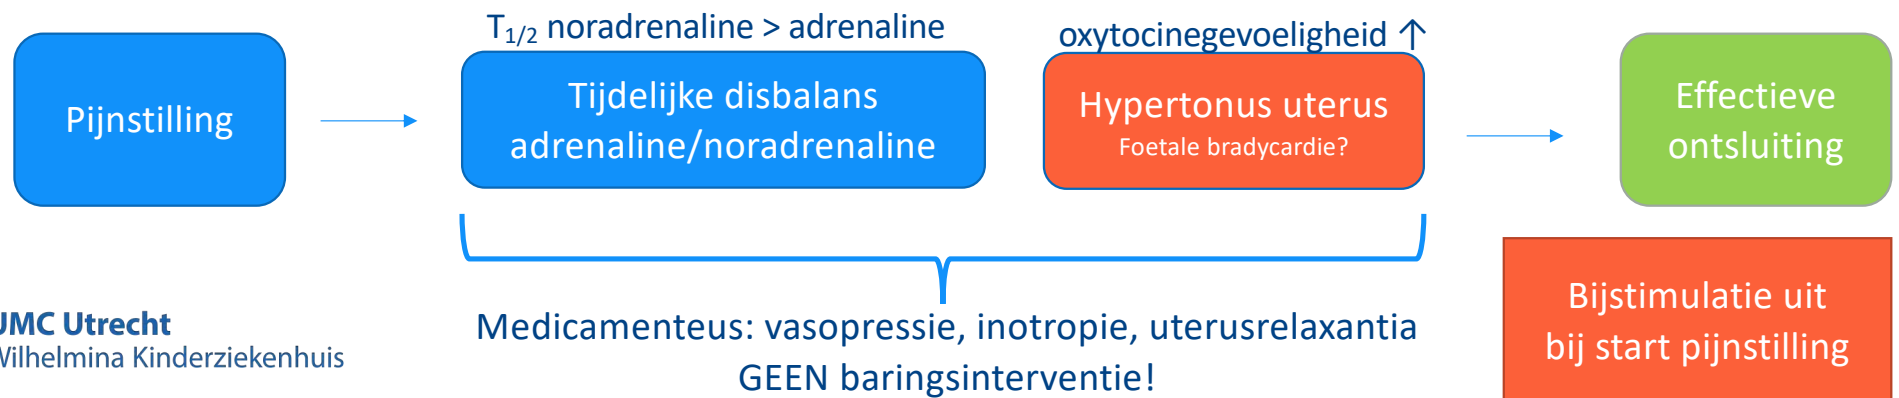 T1/2 noradrenaline > adrenaline
oxytocinegevoeligheid ↑
Pijnstilling
Tijdelijke disbalans
adrenaline/noradrenaline
Hypertonus uterus
Foetale bradycardie?
Effectieve
ontsluiting
Medicamenteus: vasopressie, inotropie, uterusrelaxantia
GEEN baringsinterventie!
Bijstimulatie uit
bij start pijnstilling
UMC Utrecht
Wilhelmina Kinderziekenhuis